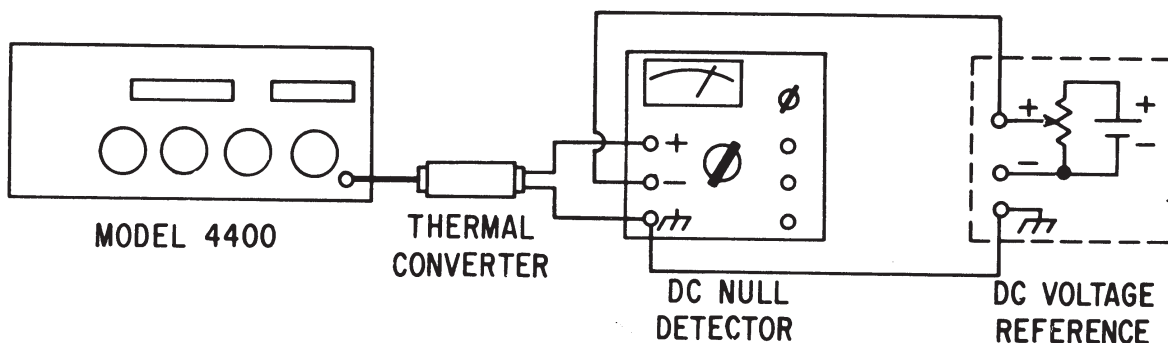 MODEL 4400
THERMAL
CONVERTER
+
−
DC NULL
DETECTOR
+
−
+
−
DC VOLTAGE
REFERENCE